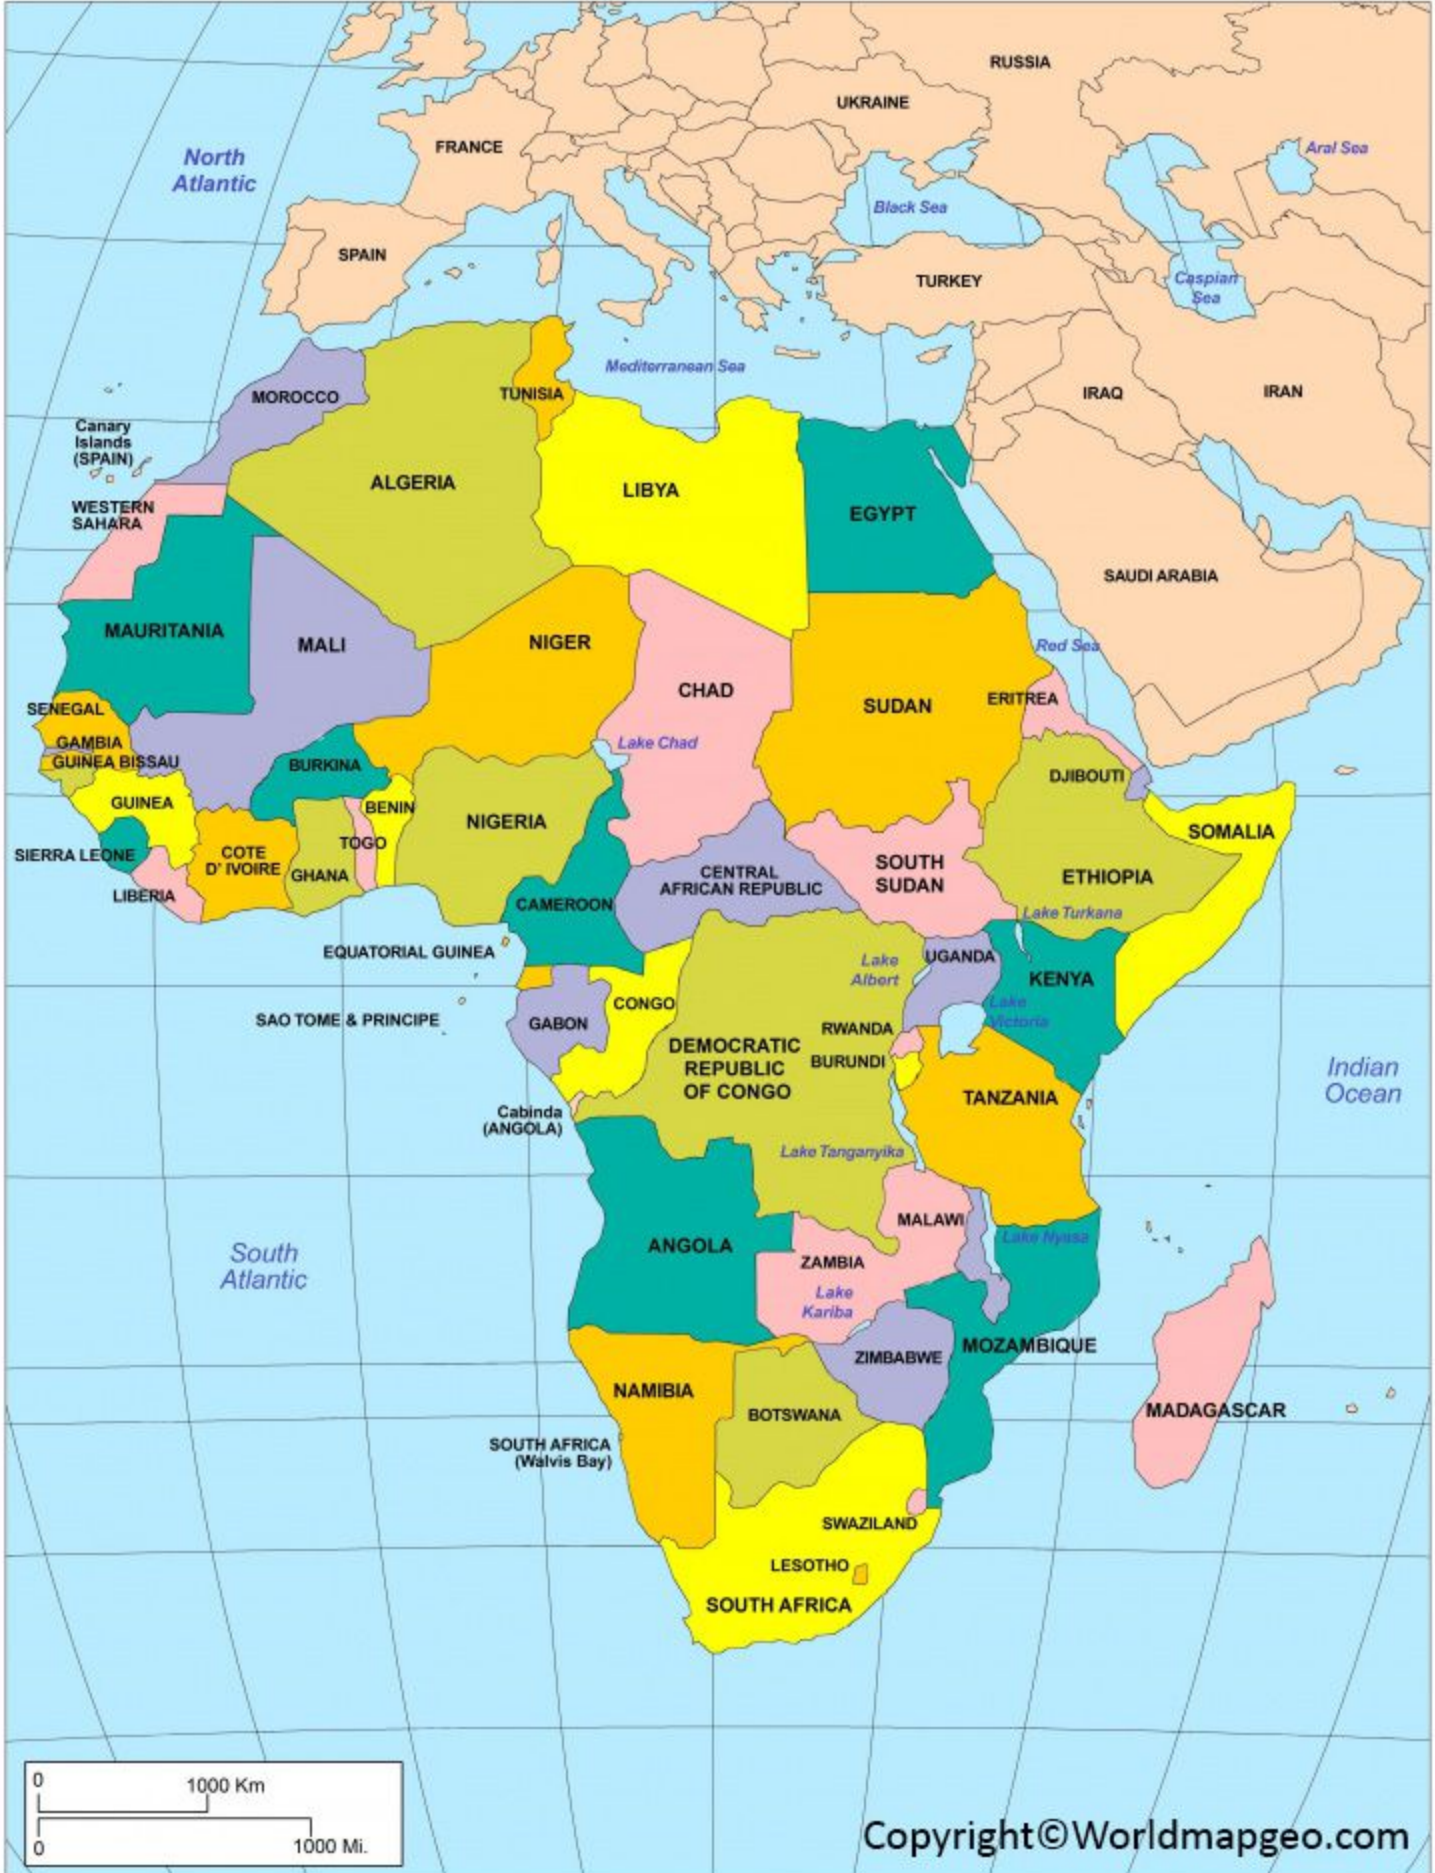 RUSSIA
UKRAINE
FRANCE
Aral Sea
North
Atlantic
Black Sea
SPAIN
TURKEY
Caspian
Sea
Mediterranean Sea
MOROCCO
TUNISIA
IRAQ
IRAN
Canary
Islands
(SPAIN)
ALGERIA
LIBYA
EGYPT
WESTERN
SAHARA
SAUDI ARABIA
MAURITANIA
MALI
NIGER
Red Sea
CHAD
SUDAN
ERITREA
SENEGAL
GAMBIA
Lake Chad
GUINEA BISSAU
BURKINA
DJIBOUTI
GUINEA
BENIN
NIGERIA
SOMALIA
TOGO
SIERRA LEONE
COTE
D' IVOIRE
GHANA
SOUTH
SUDAN
CENTRAL
AFRICAN REPUBLIC
ETHIOPIA
LIBERIA
CAMEROON
Lake Turkana
EQUATORIAL GUINEA
Lake
Albert
UGANDA
KENYA
CONGO
Lake
Victoria
SAO TOME & PRINCIPE
GABON
RWANDA
DEMOCRATIC
REPUBLIC
OF CONGO
BURUNDI
Indian
Ocean
TANZANIA
Cabinda
(ANGOLA)
Lake Tanganyika
MALAWI
Lake Nyasa
ANGOLA
South
Atlantic
ZAMBIA
Lake
Kariba
MOZAMBIQUE
ZIMBABWE
NAMIBIA
MADAGASCAR
BOTSWANA
SOUTH AFRICA
(Walvis Bay)
SWAZILAND
LESOTHO
SOUTH AFRICA
0
1000 Km
0
1000 Mi.
Copyright©Worldmapgeo.com